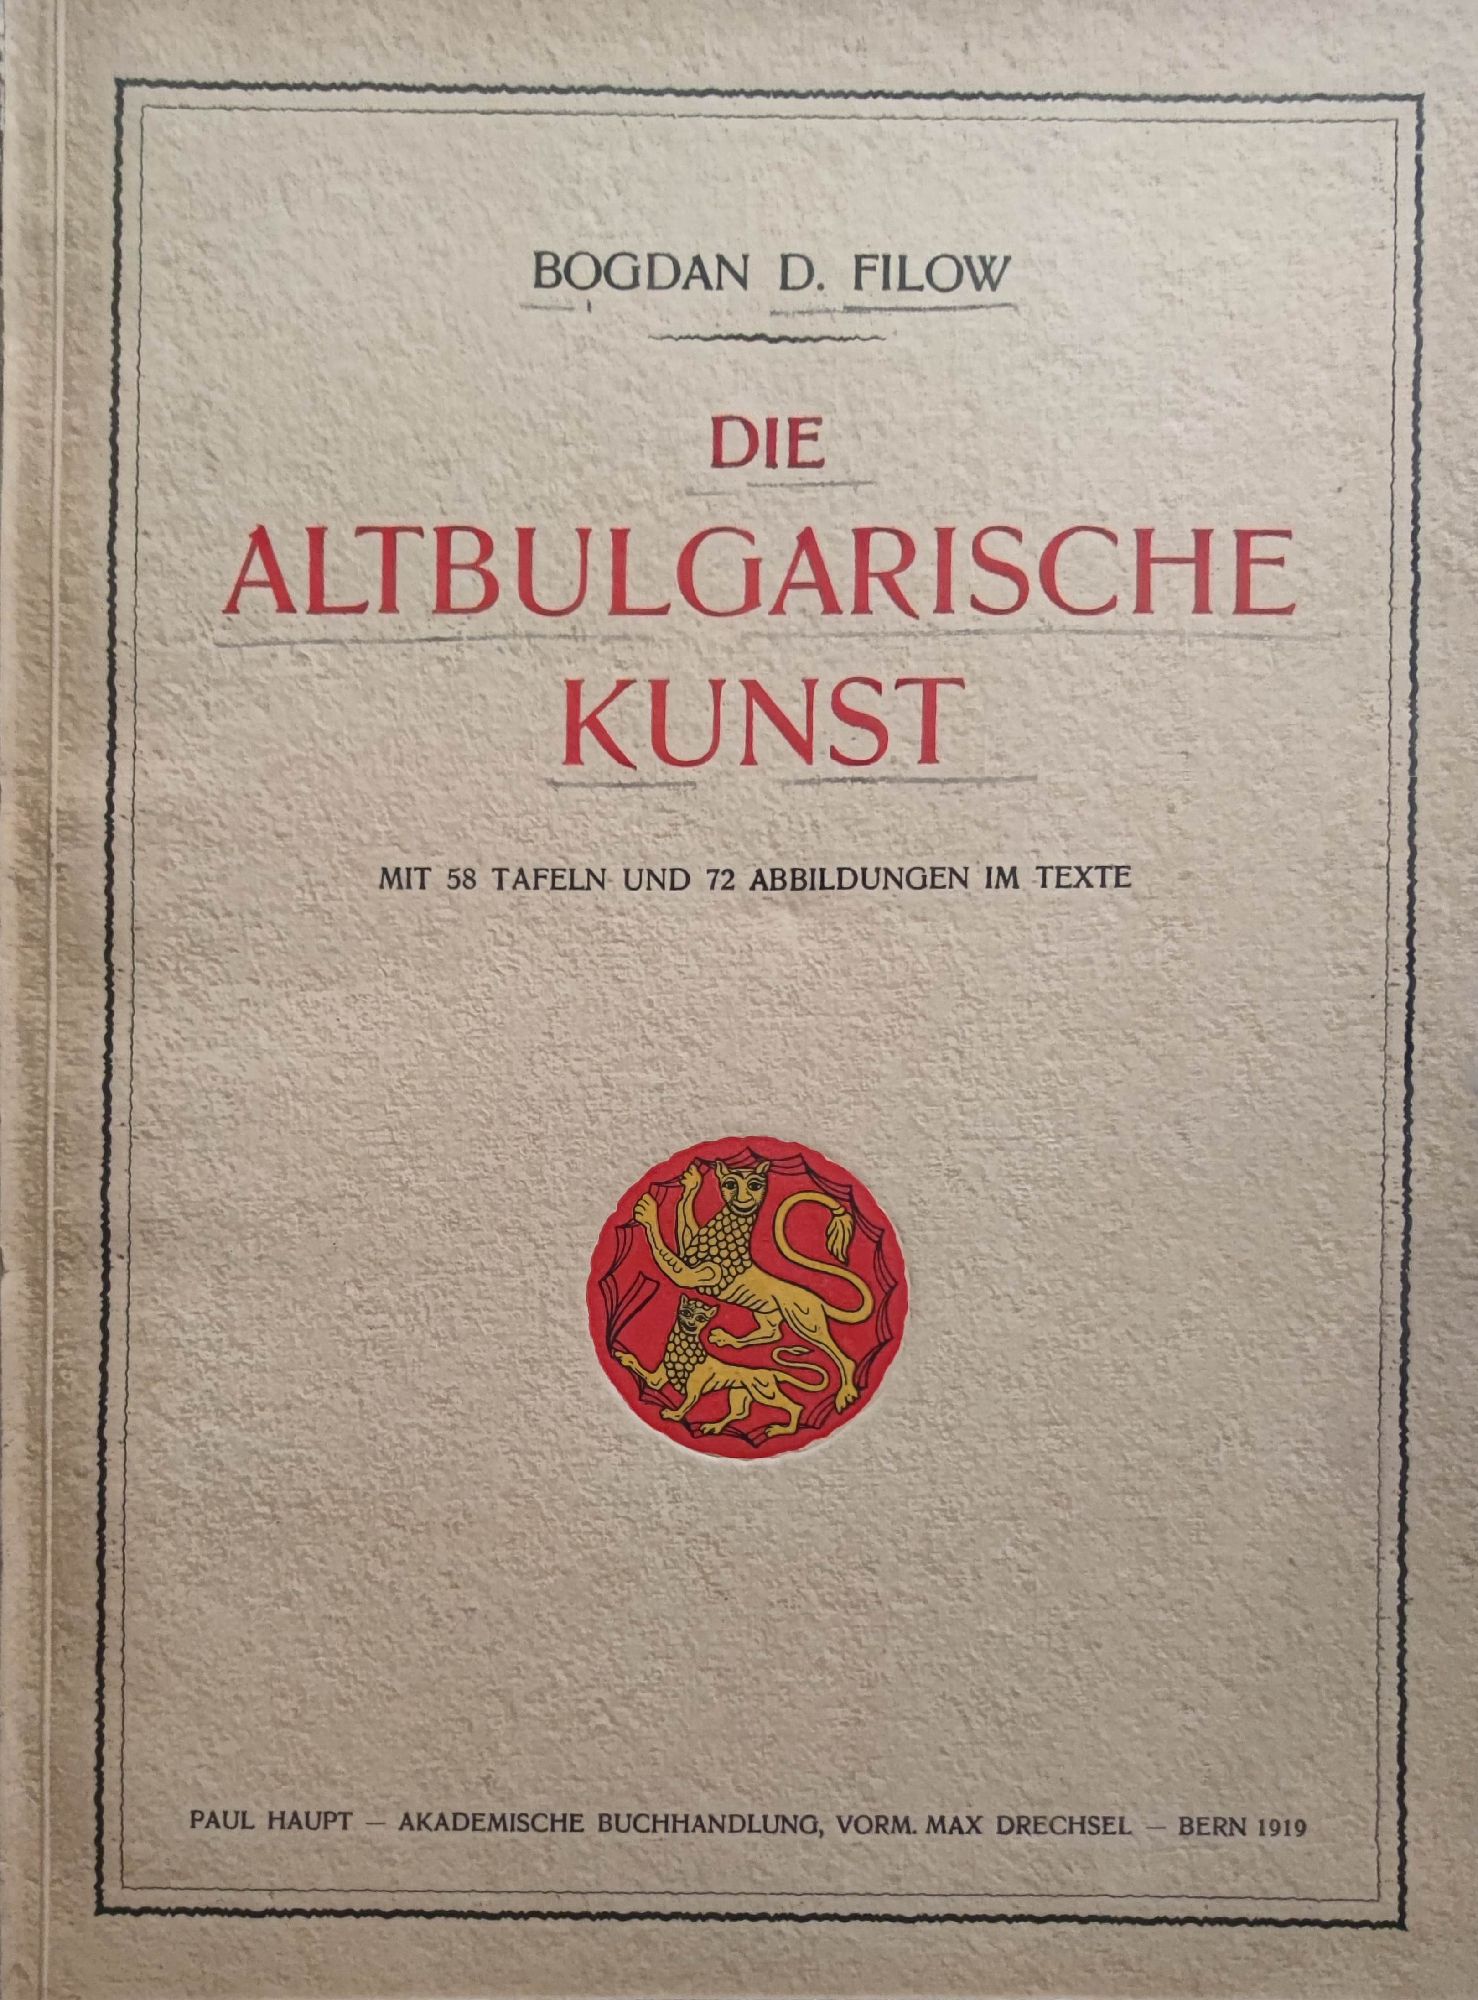 BOGDAN D. FILOW
DIE
ALTBULGARISCHE
KUNST
MIT 58 TAFELN UND 72 ABBILDUNGEN IM TEXTE
PAUL HAUPT — AKADEMISCHE BUCHHANDLUNG, VORM. MAX DRECHSEL — BERN 1919